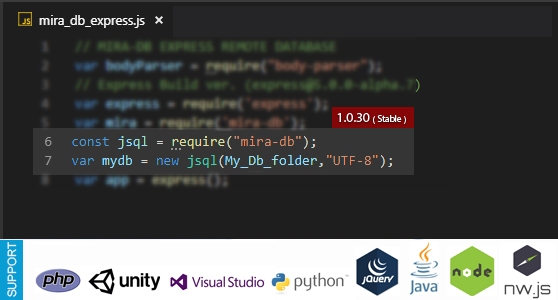 JS mira_db_express.js ×
1 // MIRA-DB EXPRESS REMOTE DATABASE
2 var bodyParser = require("body-parser");
3 // Express Build ver. (express@5.0.0-alpha.7)
4 var express = require('express');
5 var mira = require('mira-db');
1.0.30 ( Stable )
6 const jsql = require("mira-db");
7 var mydb = new jsql(My_Db_folder,"UTF-8");
8 var app = express();
SUPPORT
php
unity
Visual Studio
python
jQuery
Java
node
nw.js